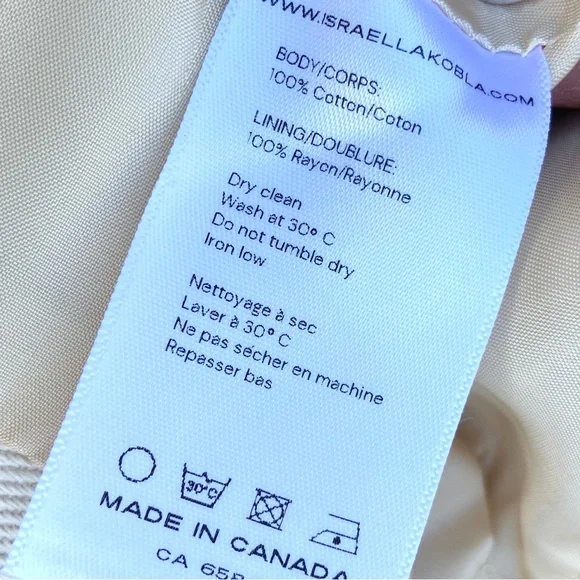 WWW.ISRAELLAKOBLA.COM
BODY/CORPS:
100% Cotton/Coton
LINING/DOUBLURE:
100% Rayon/Rayonne
Dry clean
Wash at 30° C
Do not tumble dry
Iron low
Nettoyage à sec
Laver à 30° C
Ne pas sécher en machine
Repasser bas
30°C
MADE IN CANADA
CA 658